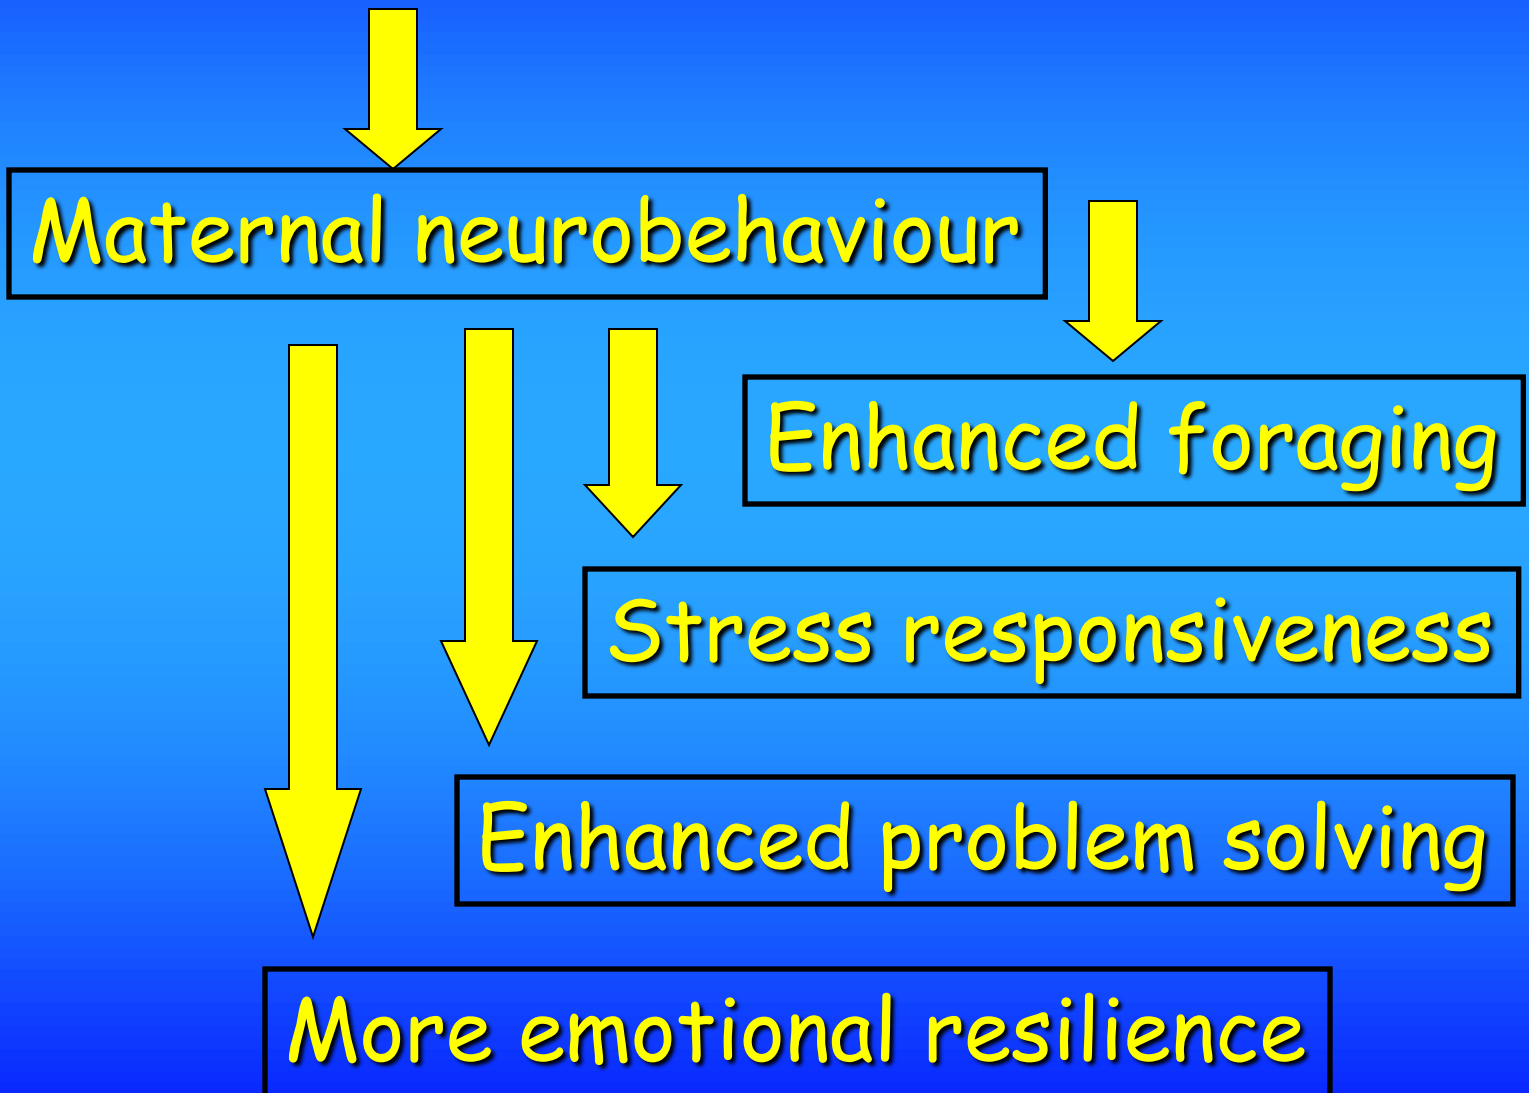 Maternal neurobehaviour
Enhanced foraging
Stress responsiveness
Enhanced problem solving
More emotional resilience